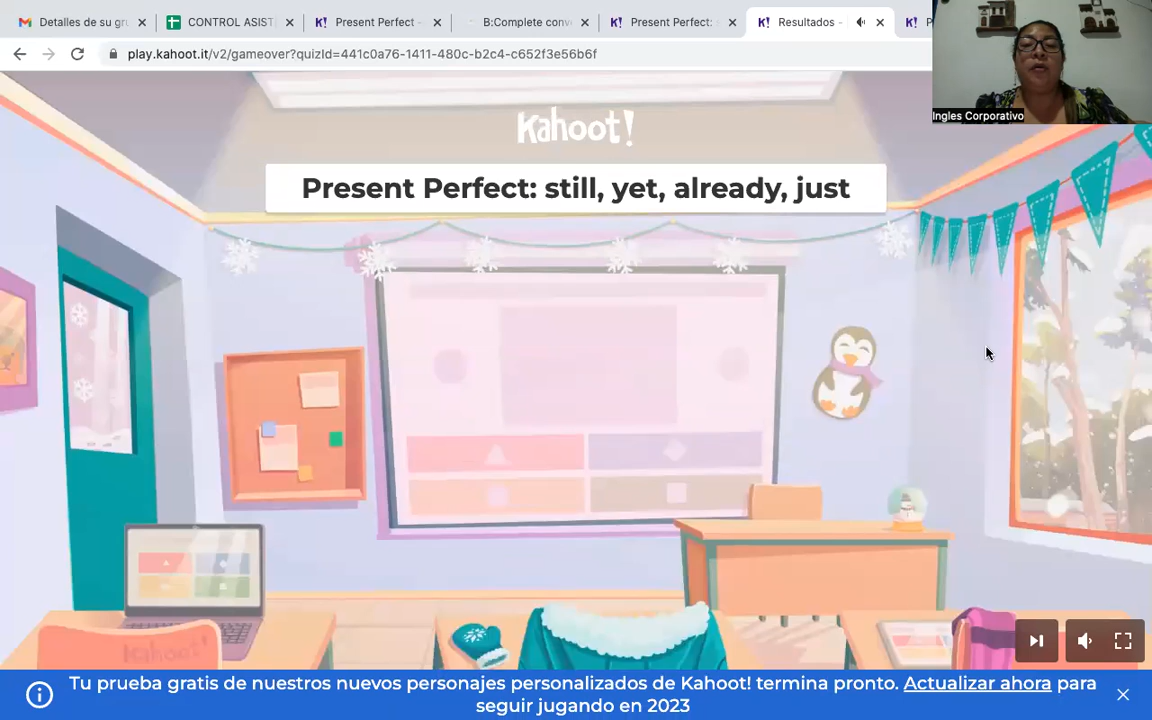 Detalles de su gr
CONTROL ASIST
Present Perfect -
B:Complete conv
Present Perfect:
Resultados -
play.kahoot.it/v2/gameover?quizId=441c0a76-1411-480c-b2c4-c652f3e56b6f
Ingles Corporativo
Kahoot!
Present Perfect: still, yet, already, just
Tu prueba gratis de nuestros nuevos personajes personalizados de Kahoot! termina pronto. Actualizar ahora para
seguir jugando en 2023